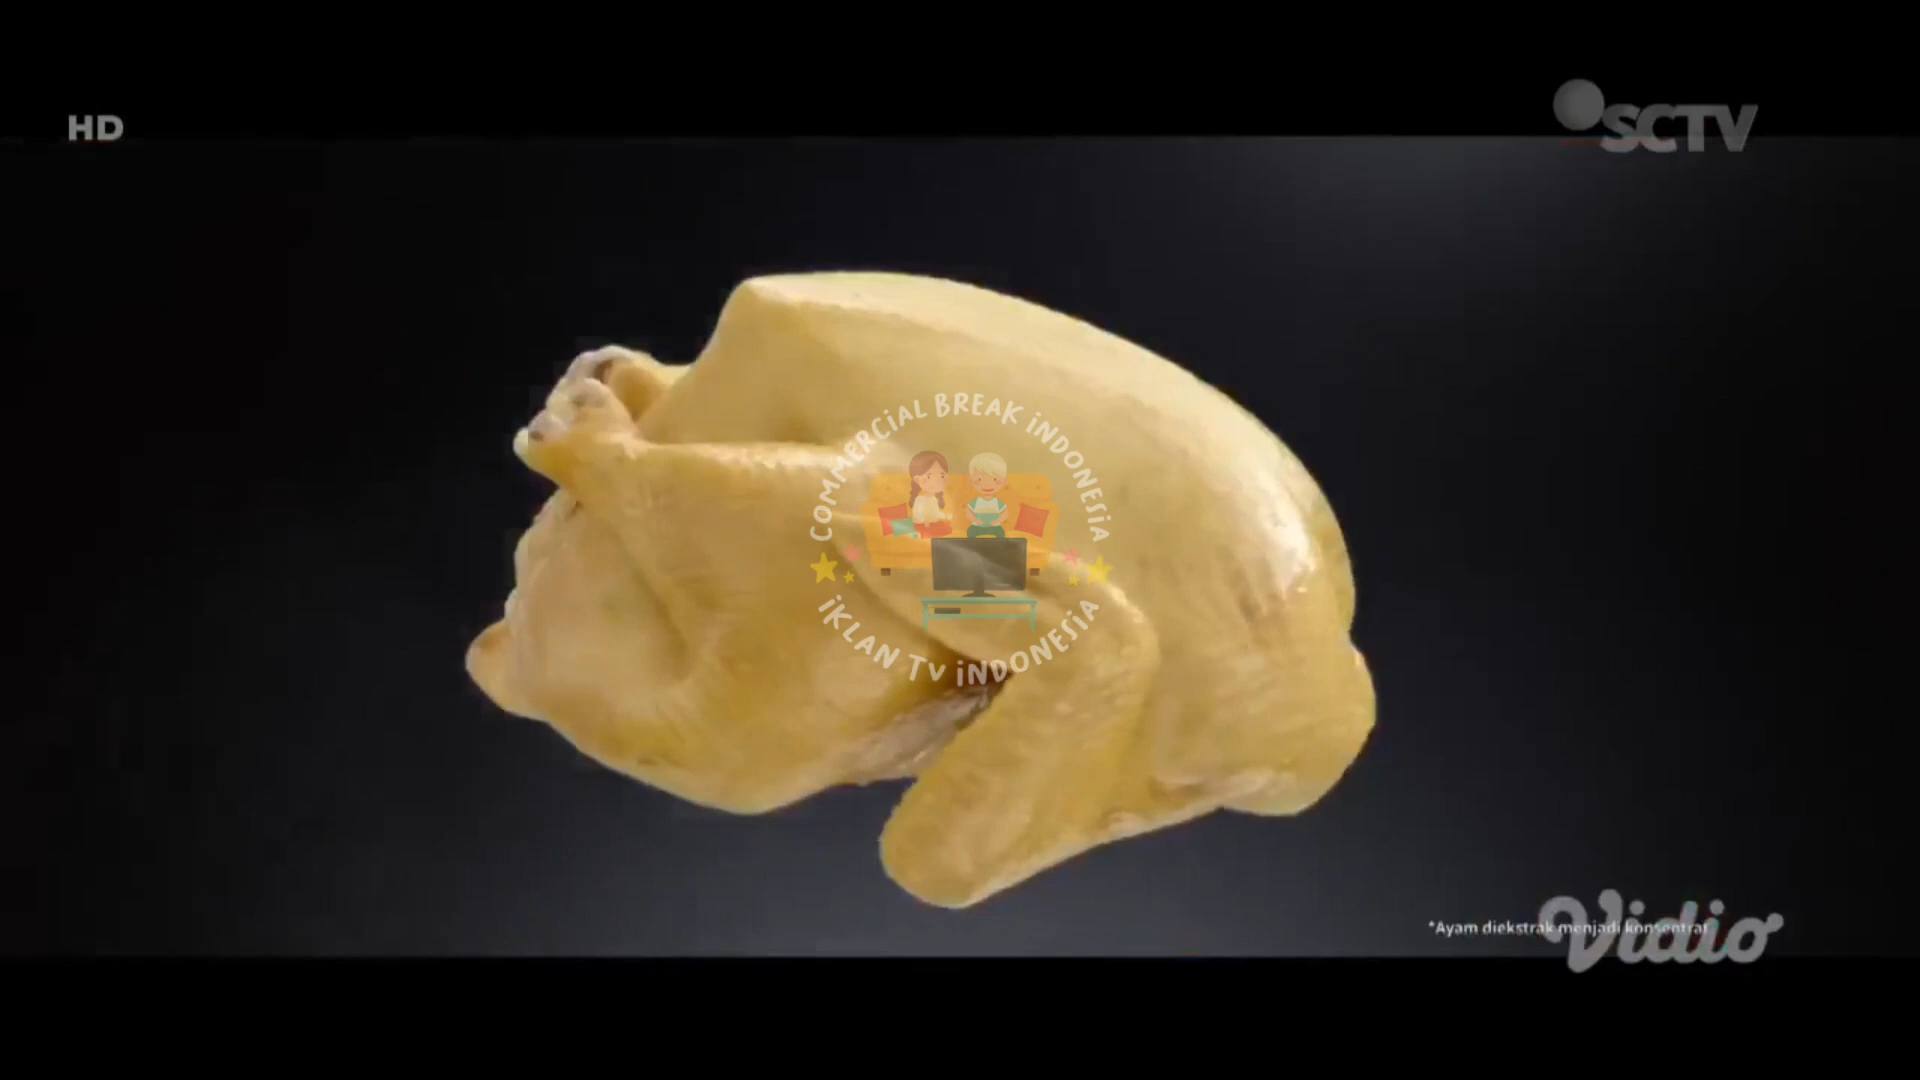 HD
SCTV
COMMERCiAL BREAK iNDONESiA
iKLAN TV iNDONESiA
*Ayam diekstrak menjadi konsentrat
Vidio